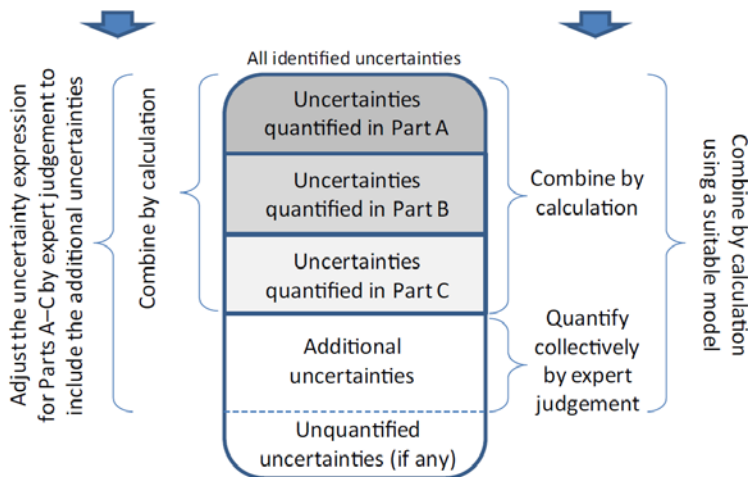 All identified uncertainties
Adjust the uncertainty expression
for Parts A–C by expert judgement to
include the additional uncertainties
Combine by calculation
Uncertainties
quantified in Part A
Uncertainties
quantified in Part B
Uncertainties
quantified in Part C
Additional
uncertainties
Unquantified
uncertainties (if any)
Combine by
calculation
Quantify
collectively
by expert
judgement
Combine by calculation
using a suitable model